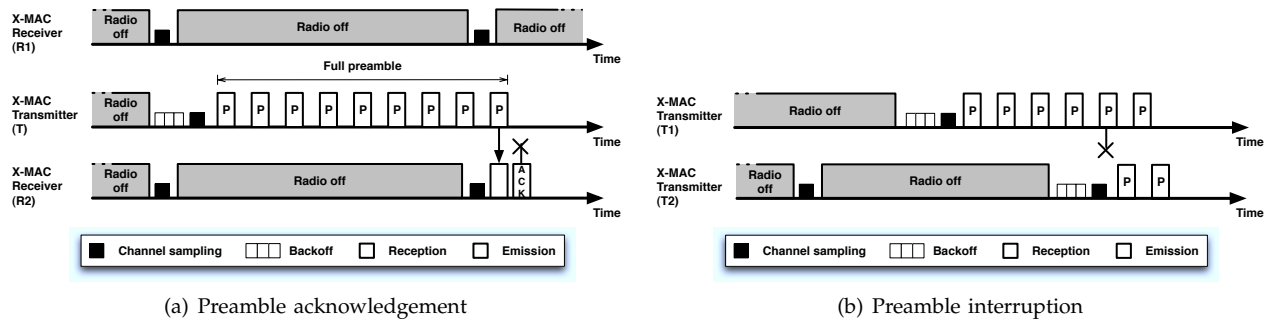 X-MAC
Receiver
(R1)
Radio
off
Radio off
Radio off
Time
Full preamble
X-MAC
Transmitter
(T)
Radio
off
P P P P P P P P P
X-MAC
Receiver
(R2)
Radio
off
Radio off
A
C
K
Time
Channel sampling Backoff Reception Emission
(a) Preamble acknowledgement
X-MAC
Transmitter
(T1)
Radio off
P P P P P P
Time
X-MAC
Transmitter
(T2)
Radio
off
Radio off
P P
Time
Channel sampling Backoff Reception Emission
(b) Preamble interruption